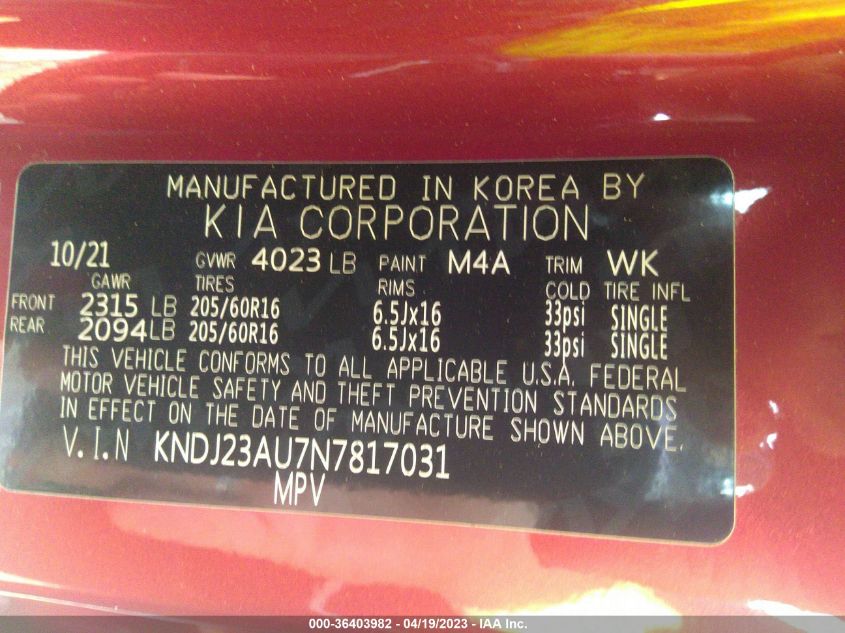 MANUFACTURED IN KOREA BY
KIA CORPORATION
10/21 GVWR 4023 LB PAINT M4A TRIM WK
GAWR TIRES RIMS COLD TIRE INFL
FRONT 2315 LB 205/60R16 6.5Jx16 33psi SINGLE
REAR 2094LB 205/60R16 6.5Jx16 33psi SINGLE
THIS VEHICLE CONFORMS TO ALL APPLICABLE U.S.A. FEDERAL
MOTOR VEHICLE SAFETY AND THEFT PREVENTION STANDARDS
IN EFFECT ON THE DATE OF MANUFACTURE SHOWN ABOVE.
V.I.N KNDJ23AU7N7817031
MPV
000-36403982 - 04/19/2023 - IAA Inc.